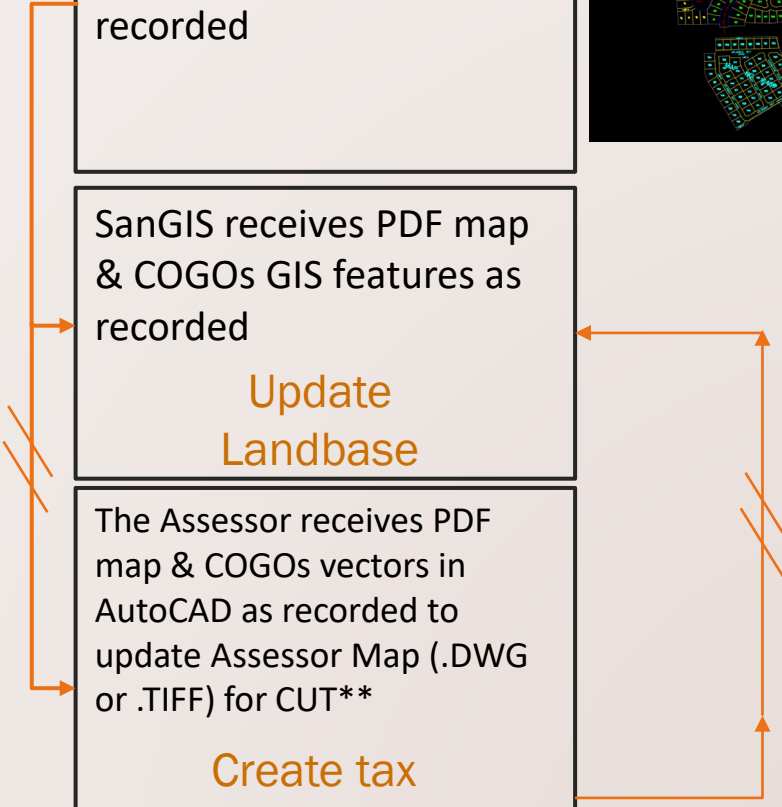 recorded
SanGIS receives PDF map
& COGOs GIS features as
recorded
Update
Landbase
The Assessor receives PDF
map & COGOs vectors in
AutoCAD as recorded to
update Assessor Map (.DWG
or .TIFF) for CUT**
Create tax